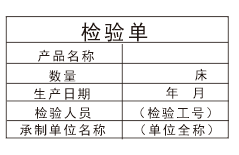 检验单
产品名称
数量 床
生产日期 年 月
检验人员 （检验工号）
承制单位名称 （单位全称）